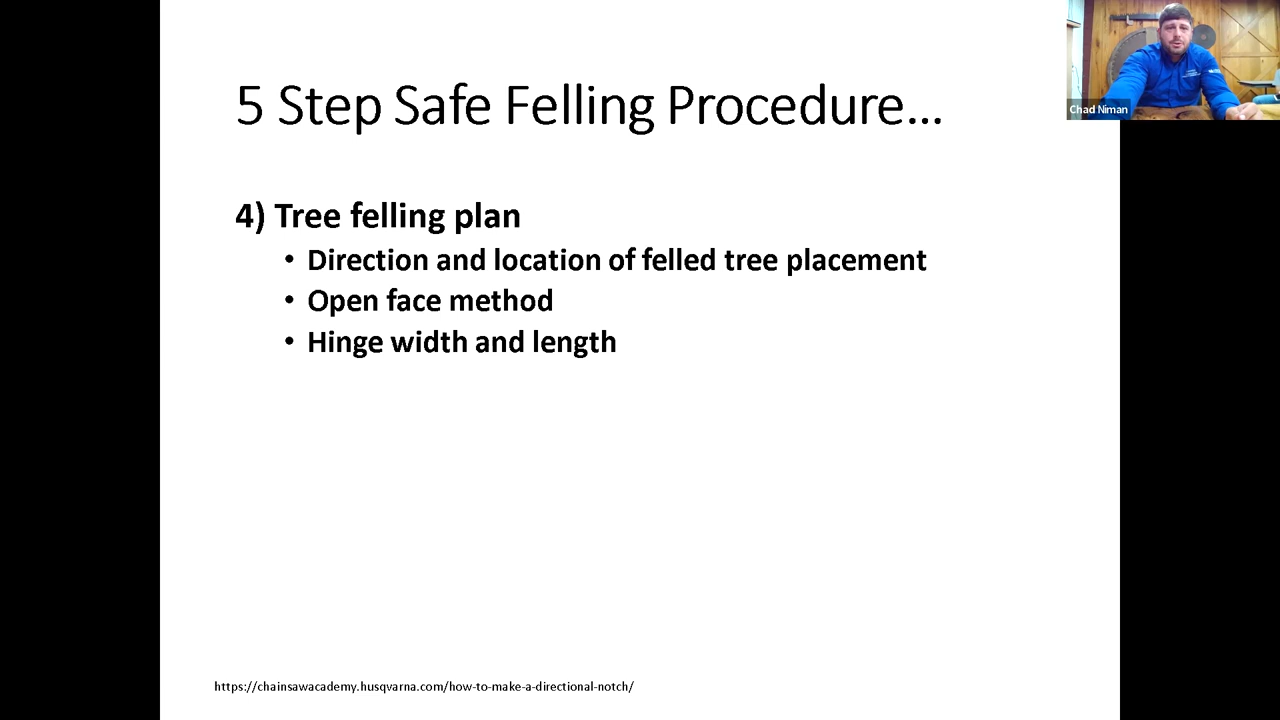 5 Step Safe Felling Procedure...
Chad Niman
4) Tree felling plan
• Direction and location of felled tree placement
• Open face method
• Hinge width and length
https://chainsawacademy.husqvarna.com/how-to-make-a-directional-notch/